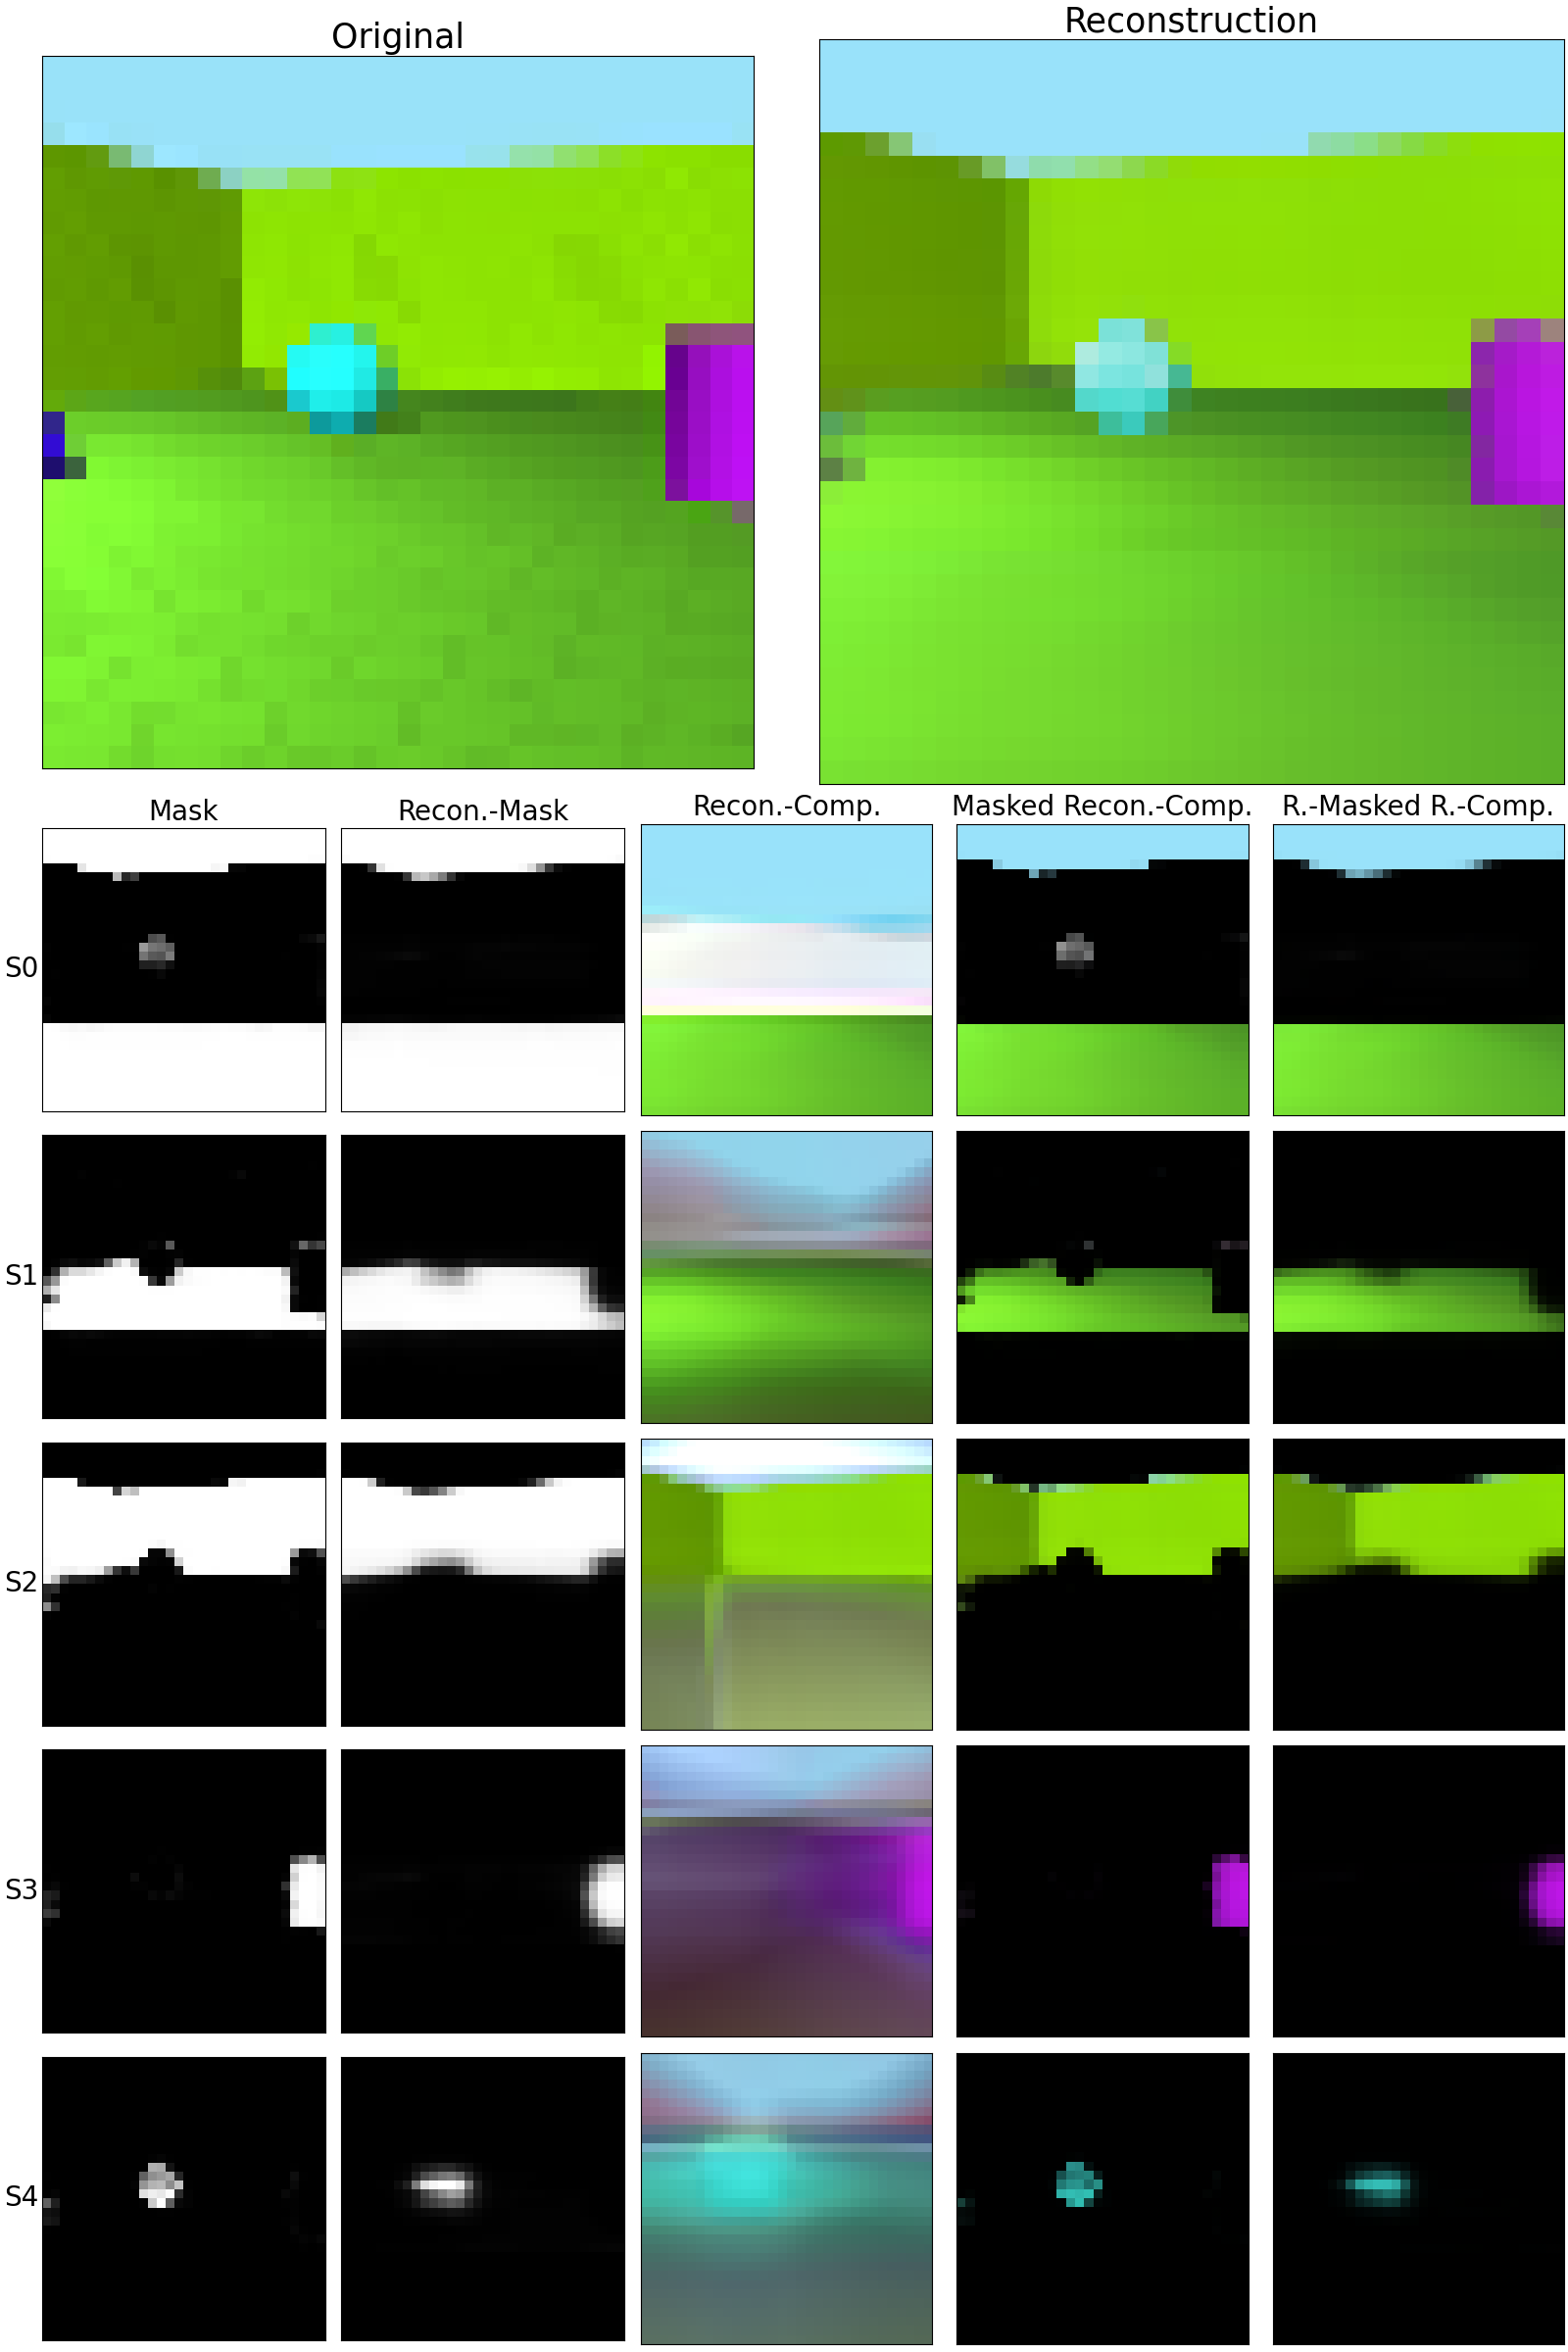 Original
Reconstruction
Mask
Recon.-Mask
Recon.-Comp.
Masked Recon.-Comp.
R.-Masked R.-Comp.
S0
S1
S2
S3
S4